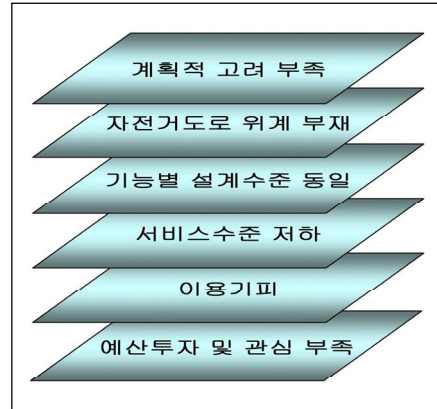 계획적 고려 부족
자전거도로 위계 부재
기능별 설계수준 동일
서비스수준 저하
이용기피
예산투자 및 관심 부족